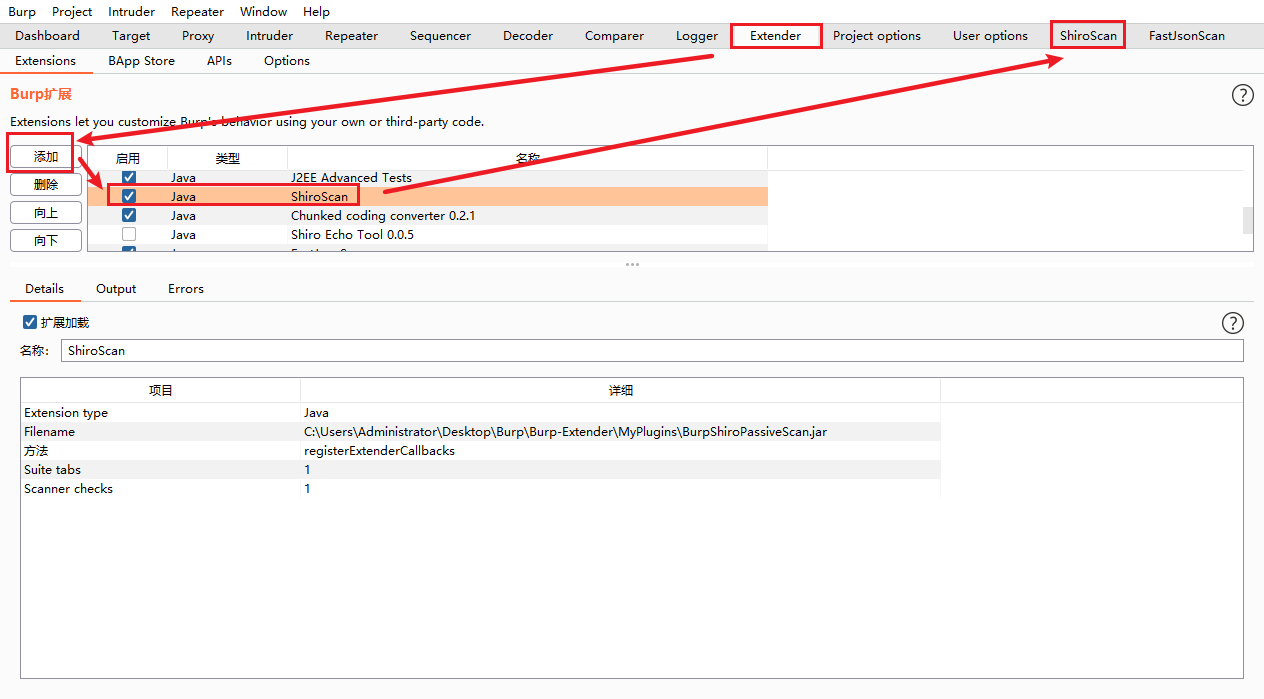 Burp Project Intruder Repeater Window Help
Dashboard Target Proxy Intruder Repeater Sequencer Decoder Comparer Logger Extender Project options User options ShiroScan FastJsonScan
Extensions BApp Store APIs Options
Burp扩展
?
Extensions let you customize Burp's behavior using your own or third-party code.
添加 启用 类型 名称
Java J2EE Advanced Tests
删除 Java ShiroScan
向上 Java Chunked coding converter 0.2.1
向下 Java Shiro Echo Tool 0.0.5
Details Output Errors
扩展加载
?
名称: ShiroScan
项目 详细
Extension type Java
Filename C:\Users\Administrator\Desktop\Burp\Burp-Extender\MyPlugins\BurpShiroPassiveScan.jar
方法 registerExtenderCallbacks
Suite tabs 1
Scanner checks 1